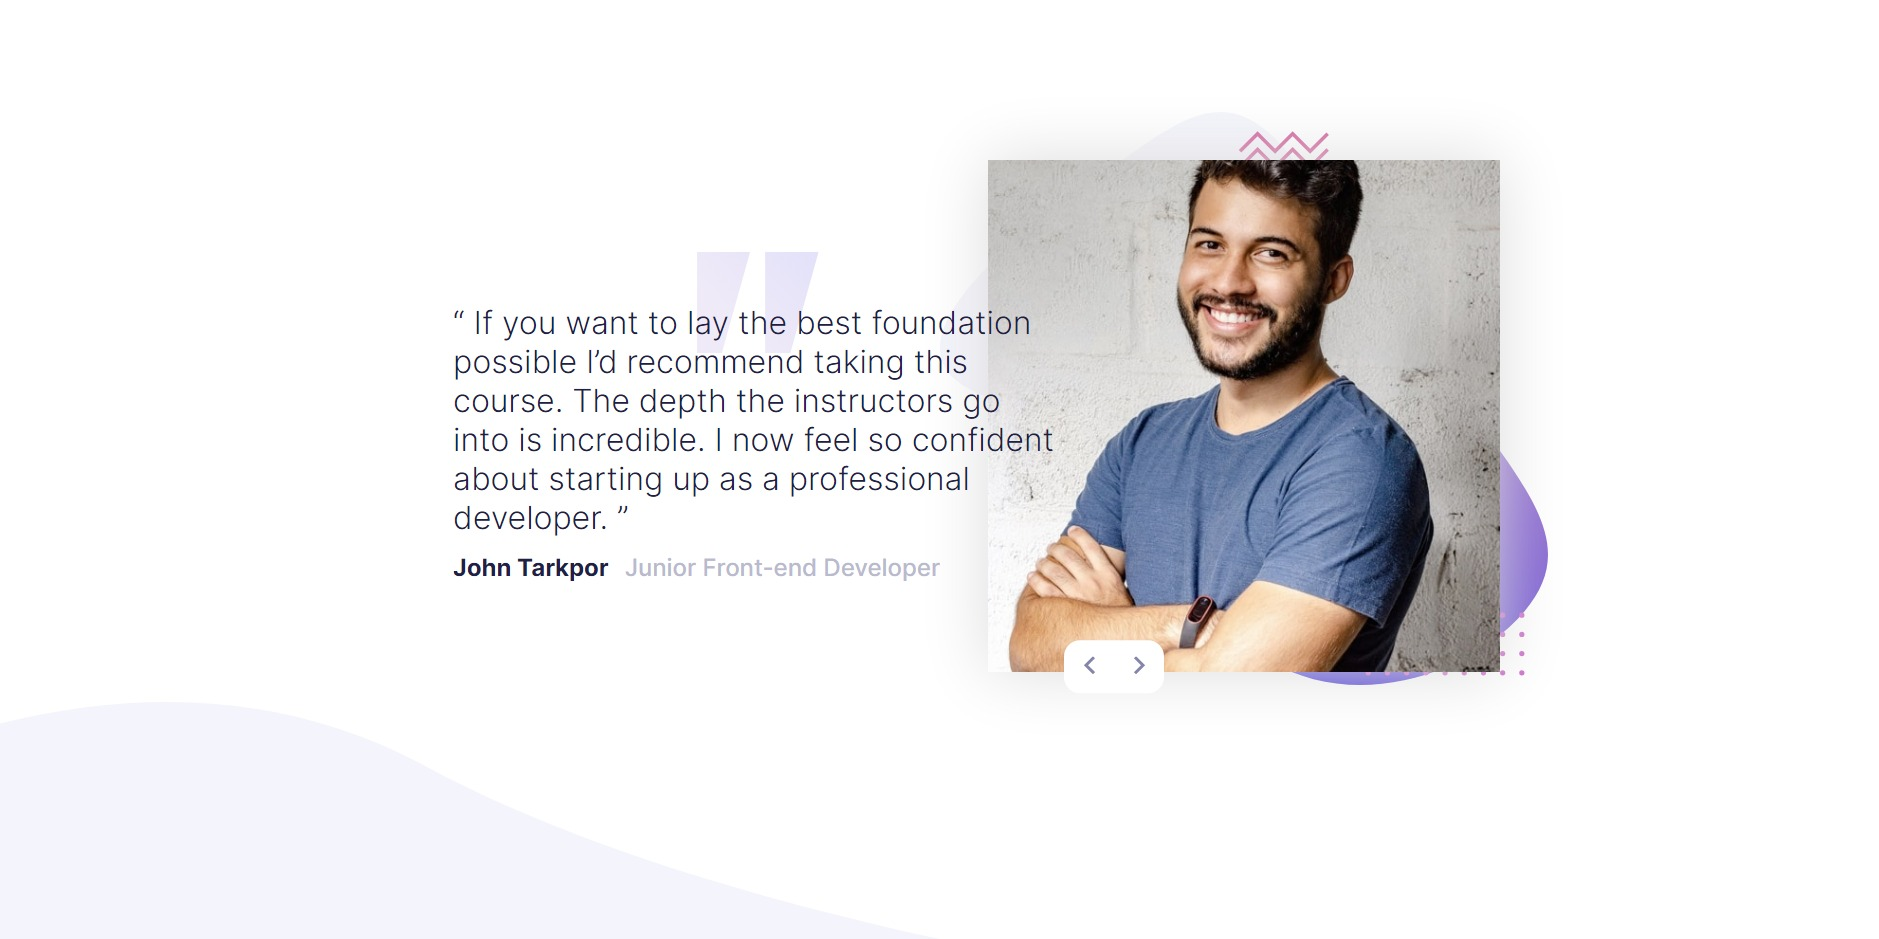 “ If you want to lay the best foundation
possible I’d recommend taking this
course. The depth the instructors go
into is incredible. I now feel so confident
about starting up as a professional
developer. ”
John Tarkpor Junior Front-end Developer